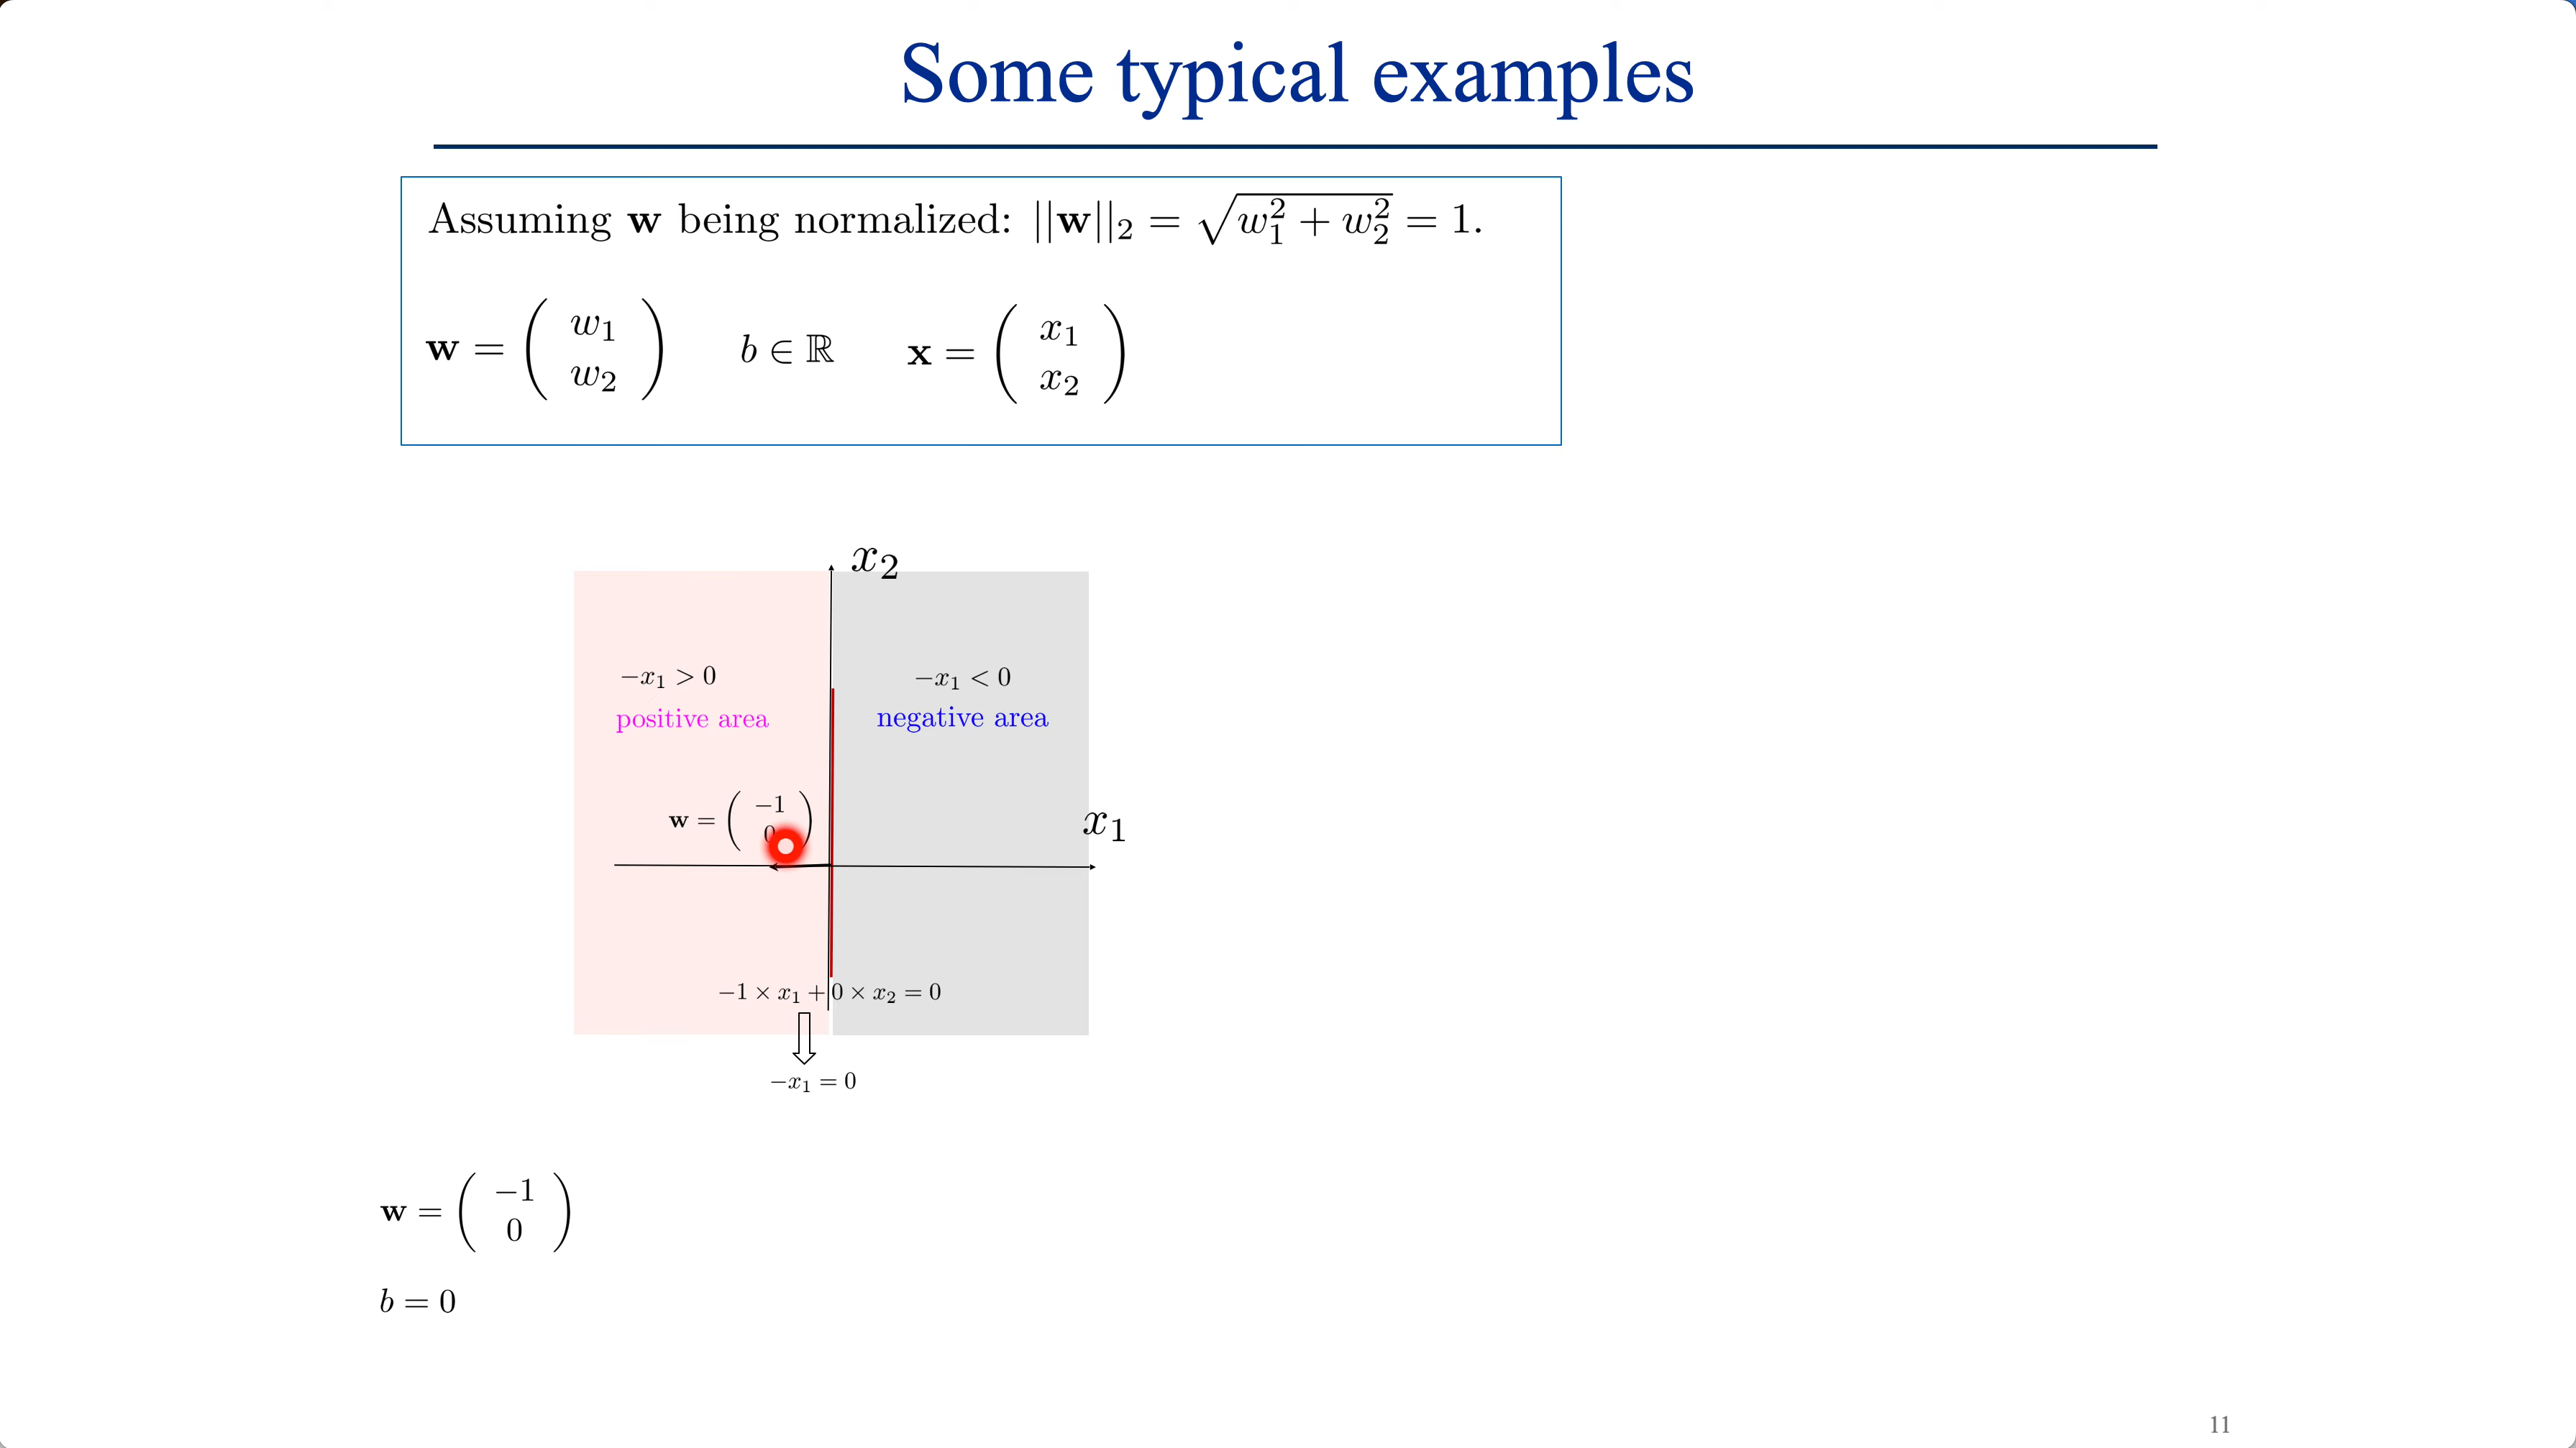 Some typical examples
Assuming w being normalized: ||w||₂ = √(w₁² + w₂²) = 1.
w = ( w₁ w₂ ) b ∈ ℝ x = ( x₁ x₂ )
x₂
−x₁ > 0 −x₁ < 0
positive area negative area
w = ( −1 0 )
x₁
−1 × x₁ + 0 × x₂ = 0
−x₁ = 0
w = ( −1 0 )
b = 0
11